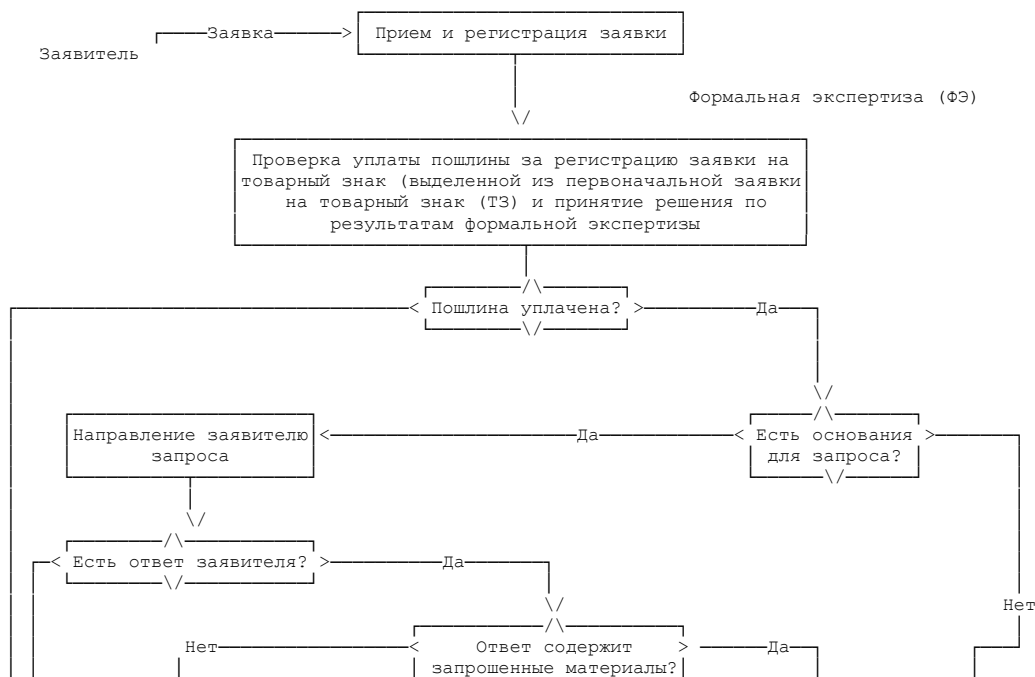 Заявка
Прием и регистрация заявки
Заявитель
Формальная экспертиза (ФЭ)
Проверка уплаты пошлины за регистрацию заявки на
товарный знак (выделенной из первоначальной заявки
на товарный знак (ТЗ) и принятие решения по
результатам формальной экспертизы
Пошлина уплачена?
Да
Направление заявителю
запроса
Да
Есть основания
для запроса?
Есть ответ заявителя?
Да
Нет
Нет
Ответ содержит
запрошенные материалы?
Да